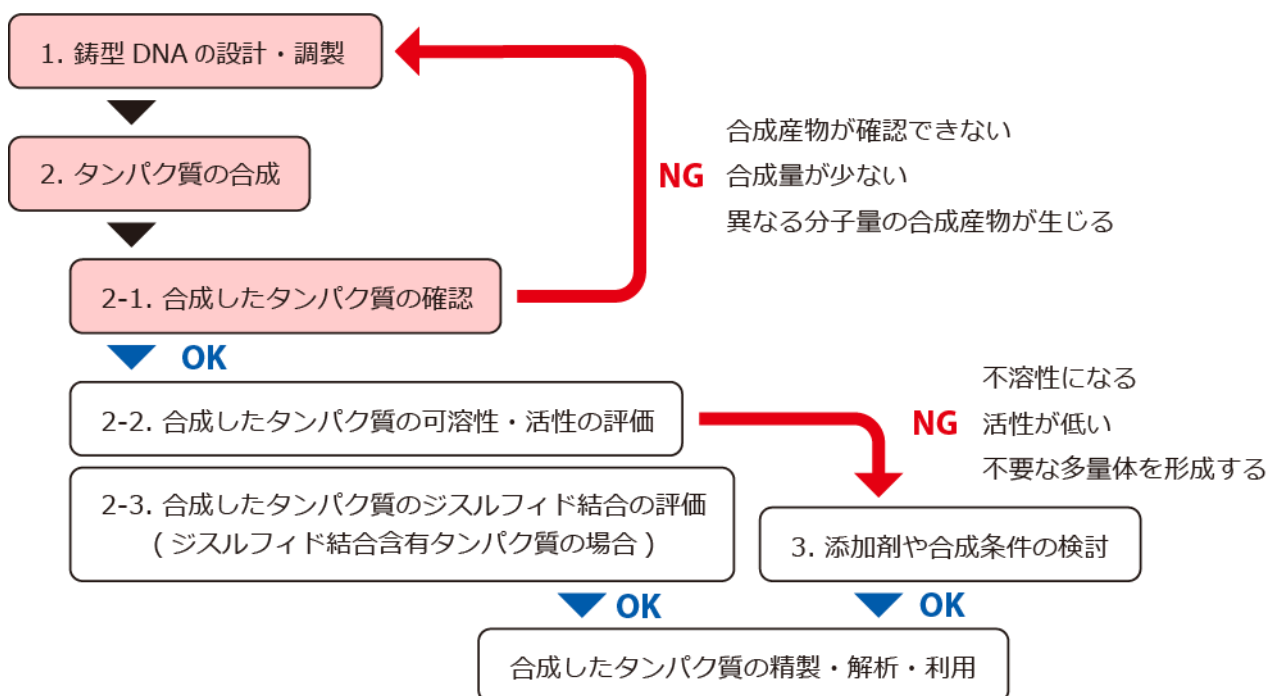 1. 鋳型 DNA の設計・調製
2. タンパク質の合成
合成産物が確認できない
NG 合成量が少ない
異なる分子量の合成産物が生じる
2-1. 合成したタンパク質の確認
OK
2-2. 合成したタンパク質の可溶性・活性の評価
不溶性になる
NG 活性が低い
不要な多量体を形成する
2-3. 合成したタンパク質のジスルフィド結合の評価
( ジスルフィド結合含有タンパク質の場合 )
3. 添加剤や合成条件の検討
OK
OK
合成したタンパク質の精製・解析・利用